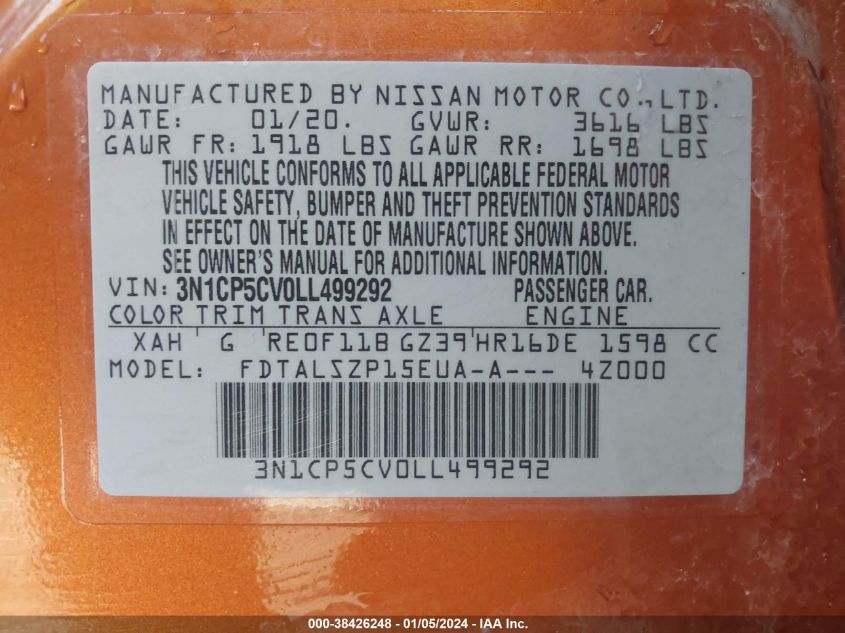 MANUFACTURED BY NISSAN MOTOR CO., LTD.
DATE: 01/20. GVWR: 3616 LBS
GAWR FR: 1918 LBS GAWR RR: 1698 LBS
THIS VEHICLE CONFORMS TO ALL APPLICABLE FEDERAL MOTOR
VEHICLE SAFETY, BUMPER AND THEFT PREVENTION STANDARDS
IN EFFECT ON THE DATE OF MANUFACTURE SHOWN ABOVE.
SEE OWNER'S MANUAL FOR ADDITIONAL INFORMATION.
VIN: 3N1CP5CV0LL499292 PASSENGER CAR.
COLOR TRIM TRANS AXLE ENGINE
XAH G RE0F11B GZ39 HR16DE 1598 CC
MODEL: FDTALSZP15EUA-A--- 4Z000
3N1CP5CV0LL499292
000-38426248 - 01/05/2024 - IAA Inc.